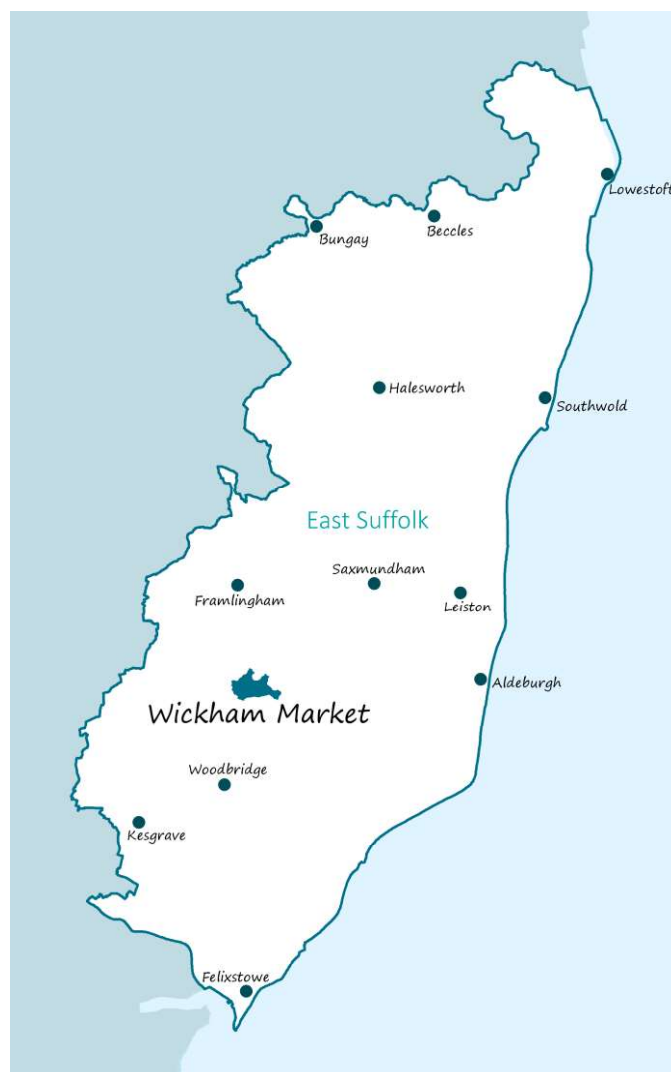 Lowestoft
Bungay
Beccles
Halesworth
Southwold
East Suffolk
Saxmundham
Framlingham
Leiston
Aldeburgh
Wickham Market
Woodbridge
Kesgrave
Felixstowe